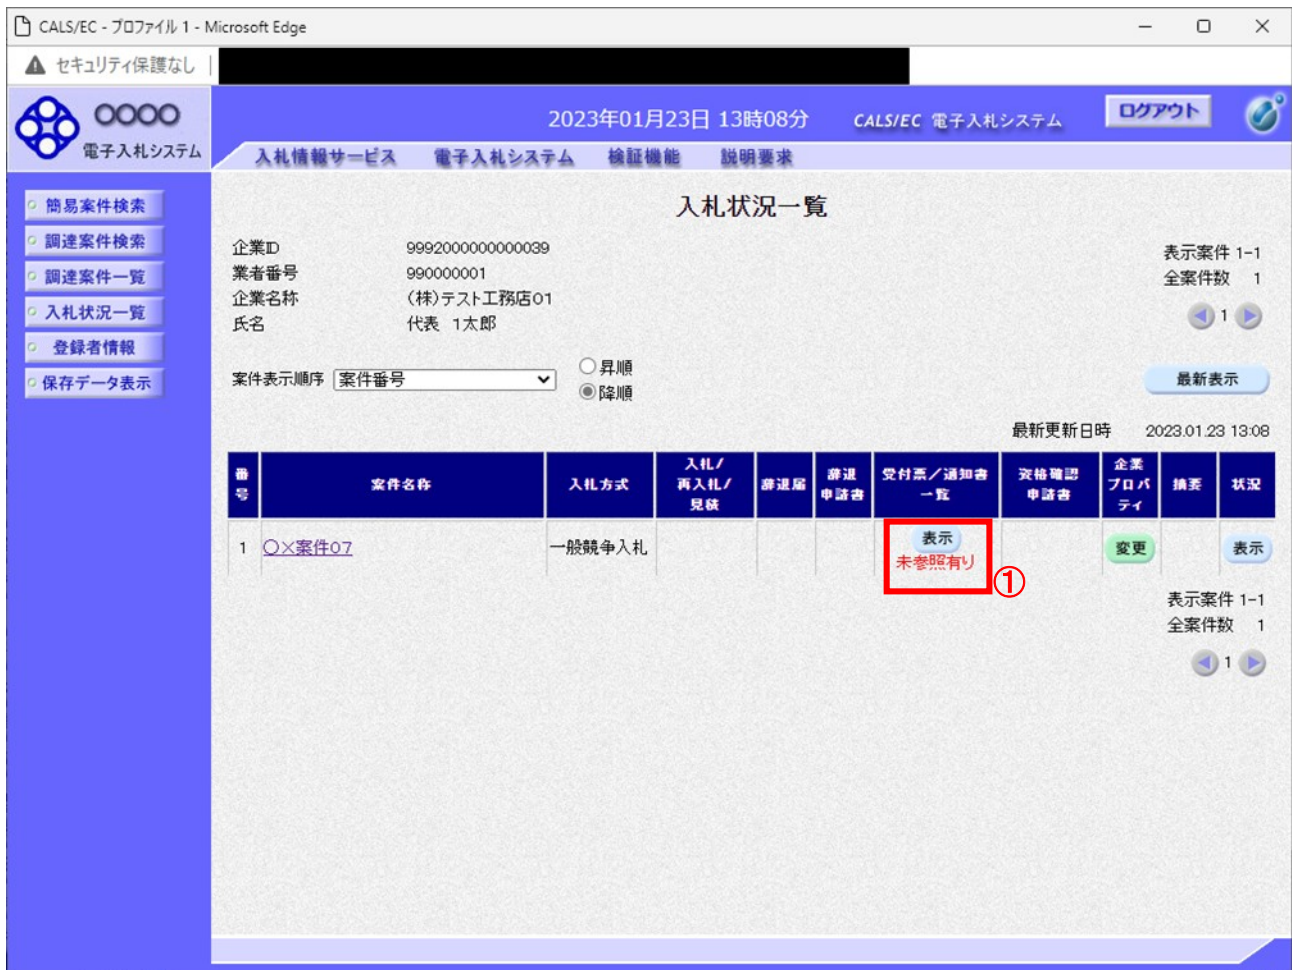 CALS/EC - プロファイル 1 - Microsoft Edge
セキュリティ保護なし
OOOO
電子入札システム
2023年01月23日 13時08分
CALS/EC 電子入札システム
ログアウト
入札情報サービス 電子入札システム 検証機能 説明要求
簡易案件検索
調達案件検索
調達案件一覧
入札状況一覧
登録者情報
保存データ表示
入札状況一覧
企業ID 9992000000000039
業者番号 990000001
企業名称 (株)テスト工務店01
氏名 代表 1太郎
表示案件 1-1
全案件数 1
1
案件表示順序 案件番号
昇順
降順
最新表示
最新更新日時 2023.01.23 13:08
番号 案件名称 入札方式 入札/再入札/見積 辞退届 辞退申請書 受付票/通知書一覧 資格確認申請書 企業プロパティ 摘要 状況
1 〇×案件07 一般競争入札 表示 未参照有り 変更 表示
①
表示案件 1-1
全案件数 1
1